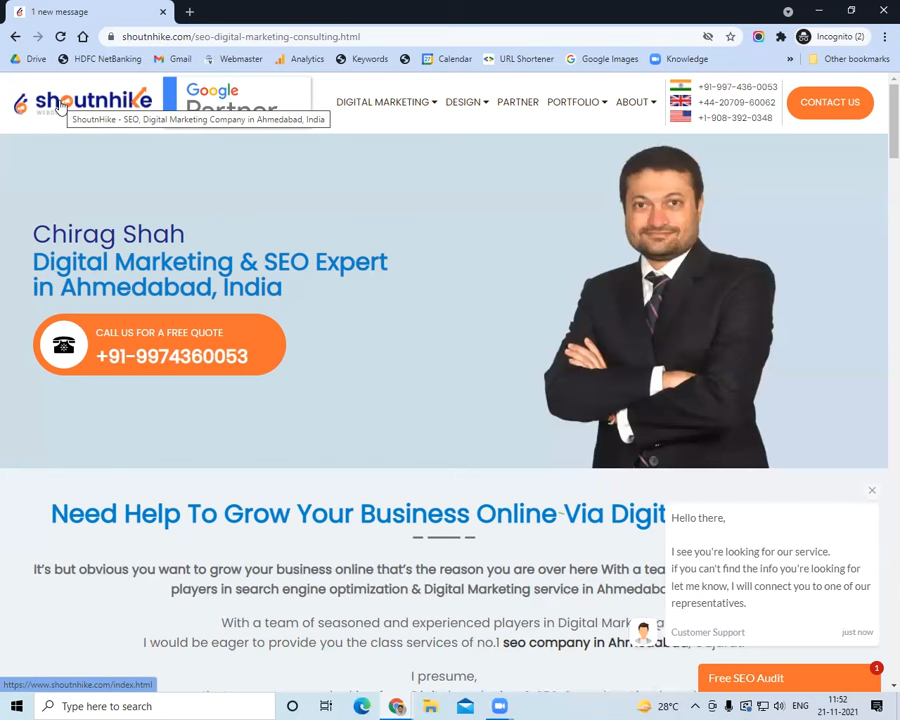 1 new message
shoutnhike.com/seo-digital-marketing-consulting.html
Incognito (2)
Drive
HDFC NetBanking
Gmail
Webmaster
Analytics
Keywords
Calendar
URL Shortener
Google Images
Knowledge
»
Other bookmarks
shoutnhike
Google
Partner
DIGITAL MARKETING
DESIGN
PARTNER
PORTFOLIO
ABOUT
+91-997-436-0053
+44-20709-60062
+1-908-392-0348
CONTACT US
ShoutnHike - SEO, Digital Marketing Company in Ahmedabad, India
Chirag Shah
Digital Marketing & SEO Expert
in Ahmedabad, India
CALL US FOR A FREE QUOTE
+91-9974360053
Need Help To Grow Your Business Online Via Digit
It's but obvious you want to grow your business online that's the reason you are over here With a tea
players in search engine optimization & Digital Marketing service in Ahmedaba
With a team of seasoned and experienced players in Digital Mark
I would be eager to provide you the class services of no.1 seo company in Ahmedabad, Gujarat.
I presume,
Hello there,
I see you're looking for our service.
if you can't find the info you're looking for
let me know, I will connect you to one of our
representatives.
Customer Support
just now
Free SEO Audit
1
https://www.shoutnhike.com/index.html
Type here to search
28°C
ENG
11:52
21-11-2021